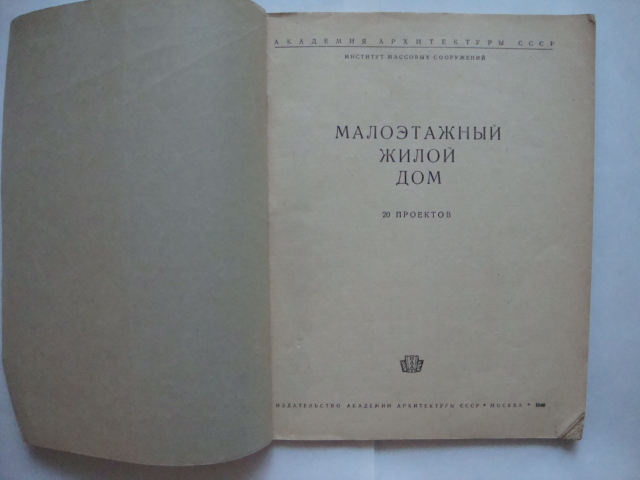 АКАДЕМИЯ АРХИТЕКТУРЫ СССР
ИНСТИТУТ МАССОВЫХ СООРУЖЕНИЙ
МАЛОЭТАЖНЫЙ
ЖИЛОЙ
ДОМ
20 ПРОЕКТОВ
ИЗДАТЕЛЬСТВО АКАДЕМИИ АРХИТЕКТУРЫ СССР • МОСКВА •